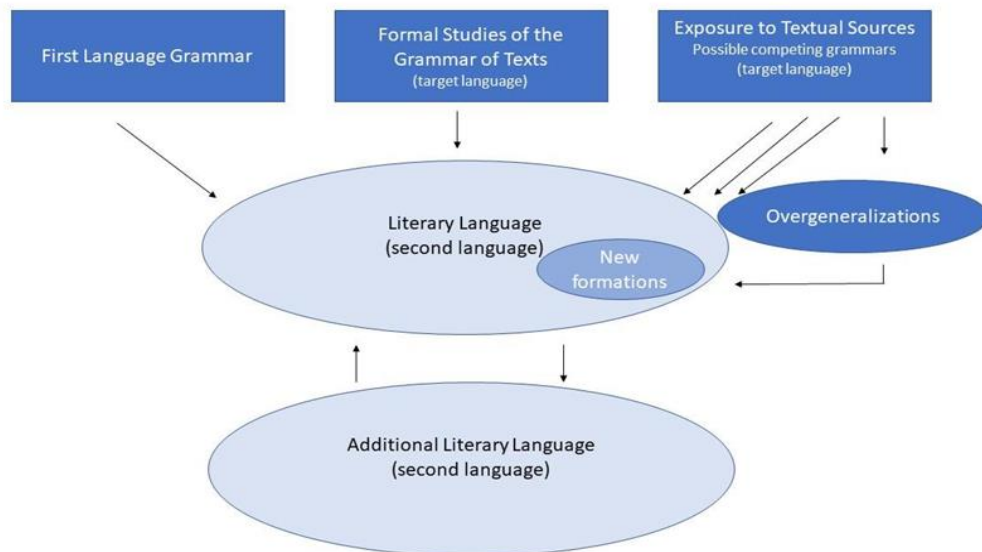 First Language Grammar
Formal Studies of the
Grammar of Texts
(target language)
Exposure to Textual Sources
Possible competing grammars
(target language)
Literary Language
(second language)
New
formations
Overgeneralizations
Additional Literary Language
(second language)